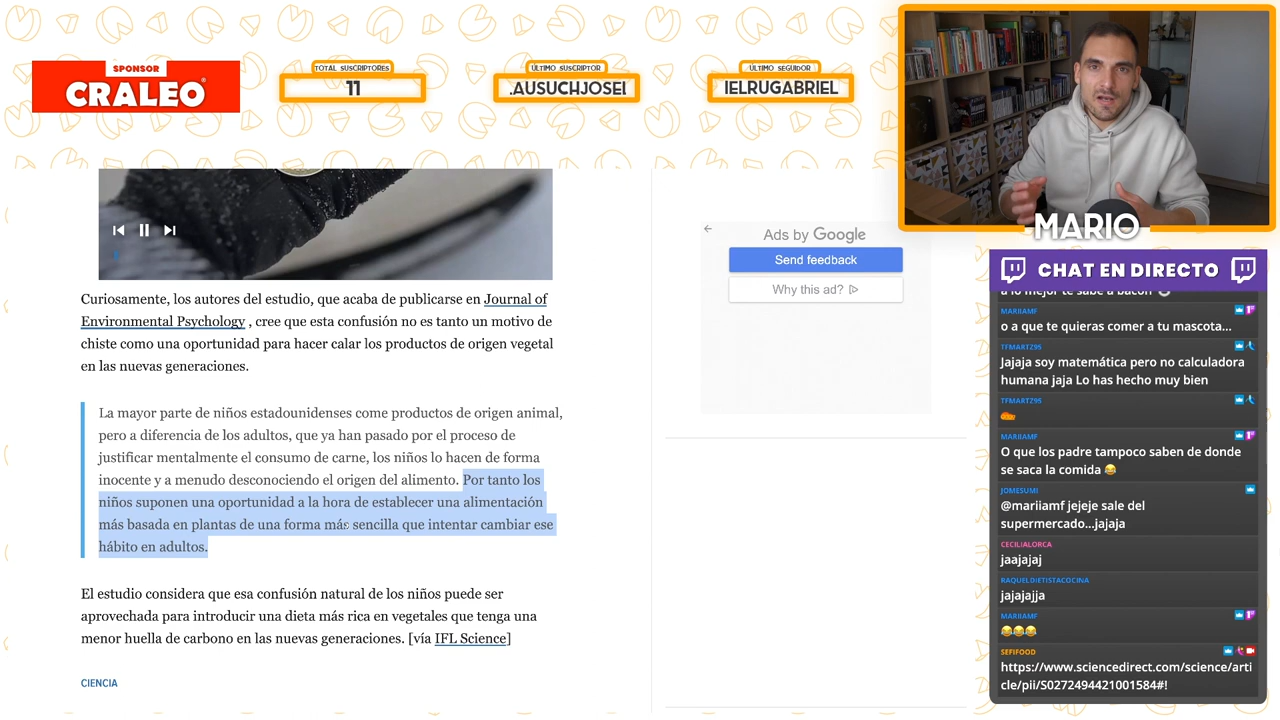 SPONSOR
CRALEO®
TOTAL SUSCRIPTORES
11
ÚLTIMO SUSCRIPTOR
.AUSUCHJOSEL
ÚLTIMO SEGUIDOR
IELRUGABRIEL
Curiosamente, los autores del estudio, que acaba de publicarse en Journal of
Environmental Psychology , cree que esta confusión no es tanto un motivo de
chiste como una oportunidad para hacer calar los productos de origen vegetal
en las nuevas generaciones.
La mayor parte de niños estadounidenses come productos de origen animal,
pero a diferencia de los adultos, que ya han pasado por el proceso de
justificar mentalmente el consumo de carne, los niños lo hacen de forma
inocente y a menudo desconociendo el origen del alimento. Por tanto los
niños suponen una oportunidad a la hora de establecer una alimentación
más basada en plantas de una forma más sencilla que intentar cambiar ese
hábito en adultos.
El estudio considera que esa confusión natural de los niños puede ser
aprovechada para introducir una dieta más rica en vegetales que tenga una
menor huella de carbono en las nuevas generaciones. [vía IFL Science]
CIENCIA
Ads by Google
Send feedback
Why this ad?
MARIO
CHAT EN DIRECTO
a lo mejor te sabe a bacon
MARIIAMF
o a que te quieras comer a tu mascota...
TFMARTZ95
Jajaja soy matemática pero no calculadora
humana jaja Lo has hecho muy bien
TFMARTZ95
MARIIAMF
O que los padre tampoco saben de donde
se saca la comida 😂
JOMESUMI
@mariiamf jejeje sale del
supermercado...jajaja
CECILIALORCA
jaajajaj
RAQUELDIETISTACOCINA
jajajajja
MARIIAMF
😂😂😂
SEFIFOOD
https://www.sciencedirect.com/science/arti
cle/pii/S0272494421001584#!